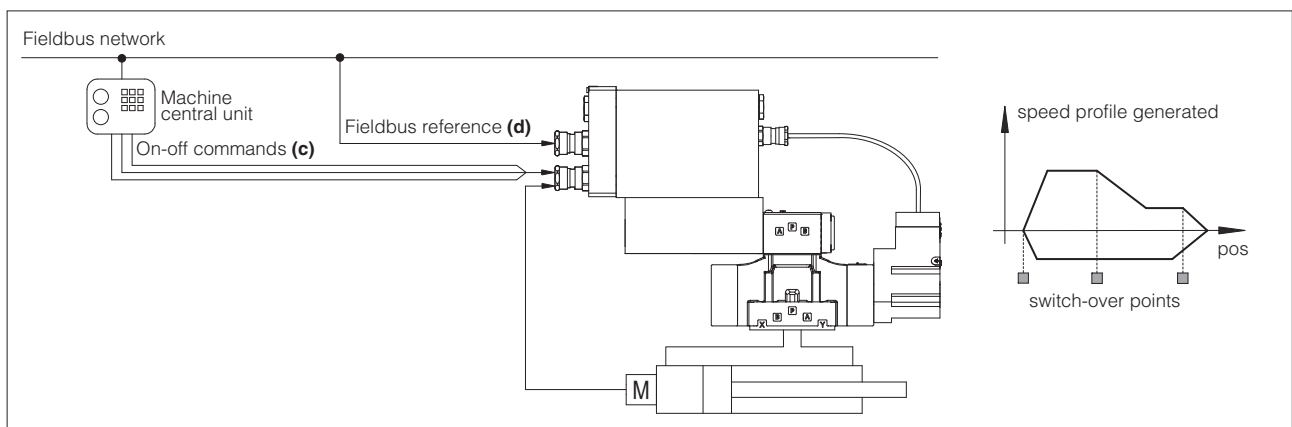 Fieldbus network
Machine
central unit
Fieldbus reference (d)
On-off commands (c)
speed profile generated
A P B
B P A
X Y
pos
switch-over points
M